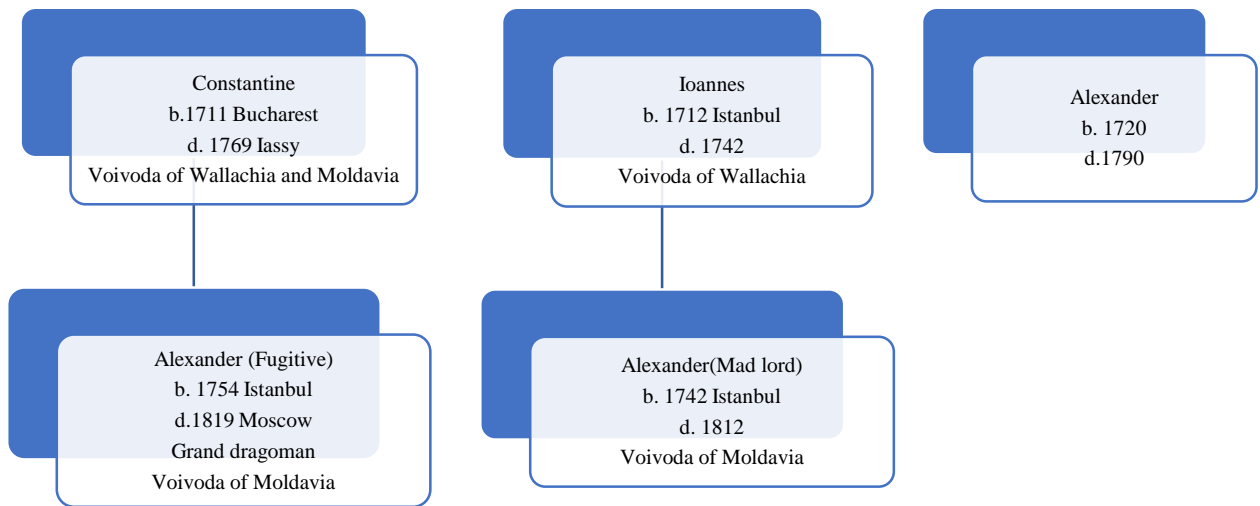 Constantine
b.1711 Bucharest
d. 1769 Iassy
Voivoda of Wallachia and Moldavia
Ioannes
b. 1712 Istanbul
d. 1742
Voivoda of Wallachia
Alexander
b. 1720
d.1790
Alexander (Fugitive)
b. 1754 Istanbul
d.1819 Moscow
Grand dragoman
Voivoda of Moldavia
Alexander(Mad lord)
b. 1742 Istanbul
d. 1812
Voivoda of Moldavia